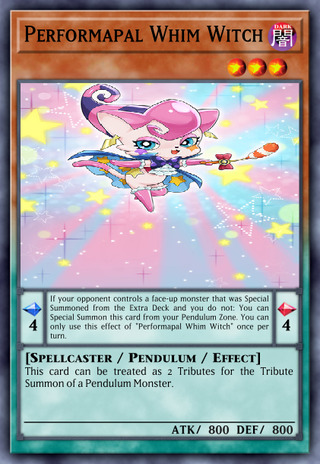 PERFORMAPAL WHIM WITCH
DARK
闇
If your opponent controls a face-up monster that was Special
Summoned from the Extra Deck and you do not: You can
Special Summon this card from your Pendulum Zone. You can
only use this effect of "Performapal Whim Witch" once per
turn.
4
4
[SPELLCASTER / PENDULUM / EFFECT]
This card can be treated as 2 Tributes for the Tribute
Summon of a Pendulum Monster.
ATK/ 800 DEF/ 800